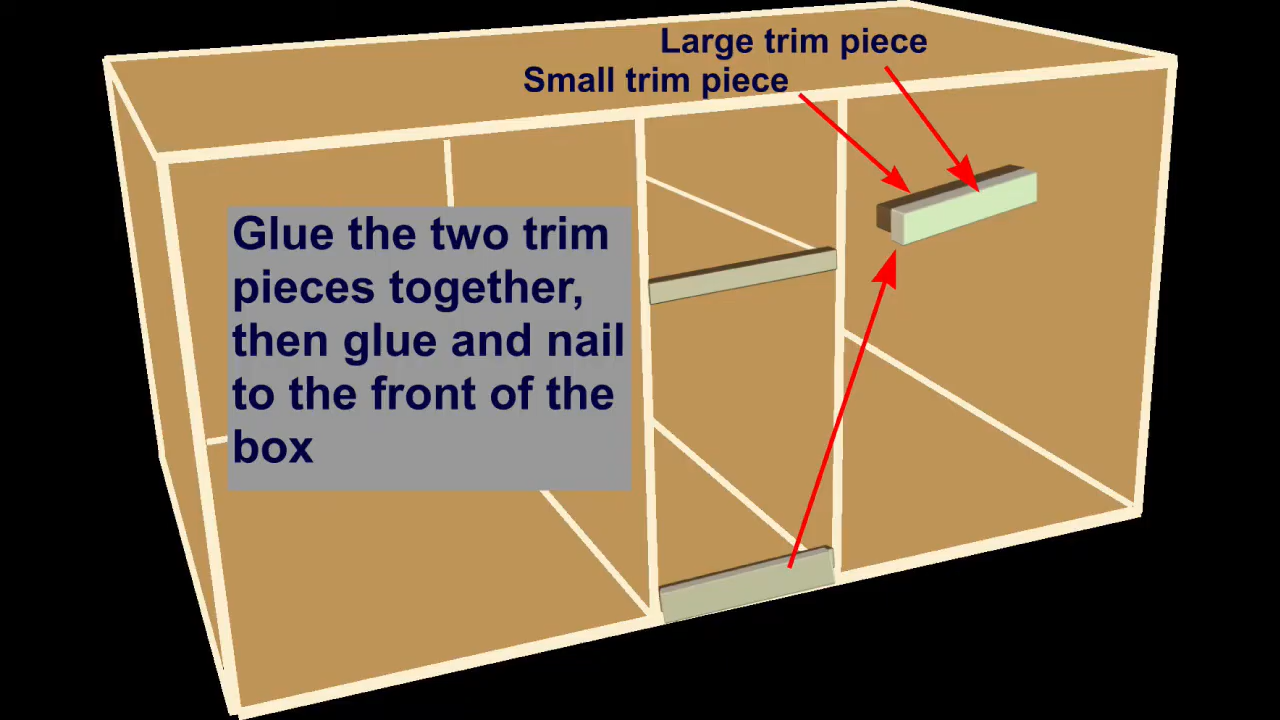 Large trim piece
Small trim piece
Glue the two trim
pieces together,
then glue and nail
to the front of the
box